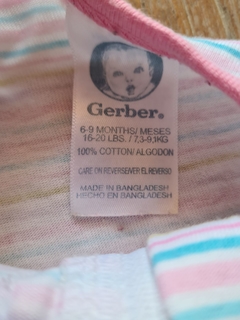 Gerber®
6-9 MONTHS/ MESES
16-20 LBS. / 7,3-9,1KG
100% COTTON/ ALGODON
CARE ON REVERSE/VER EL REVERSO
MADE IN BANGLADESH
HECHO EN BANGLADESH